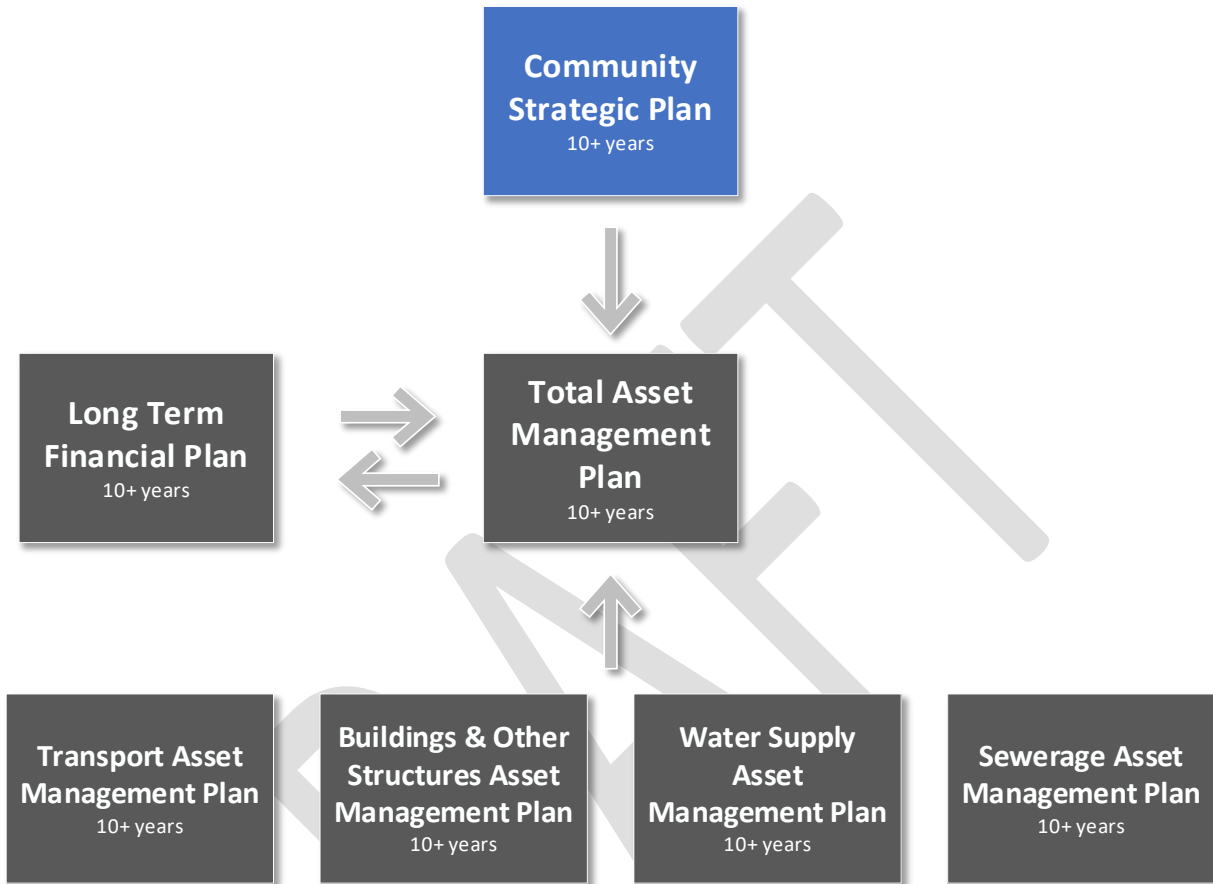 Community
Strategic Plan
10+ years
Long Term
Financial Plan
10+ years
Total Asset
Management
Plan
10+ years
Transport Asset
Management Plan
10+ years
Buildings & Other
Structures Asset
Management Plan
10+ years
Water Supply
Asset
Management Plan
10+ years
Sewerage Asset
Management Plan
10+ years